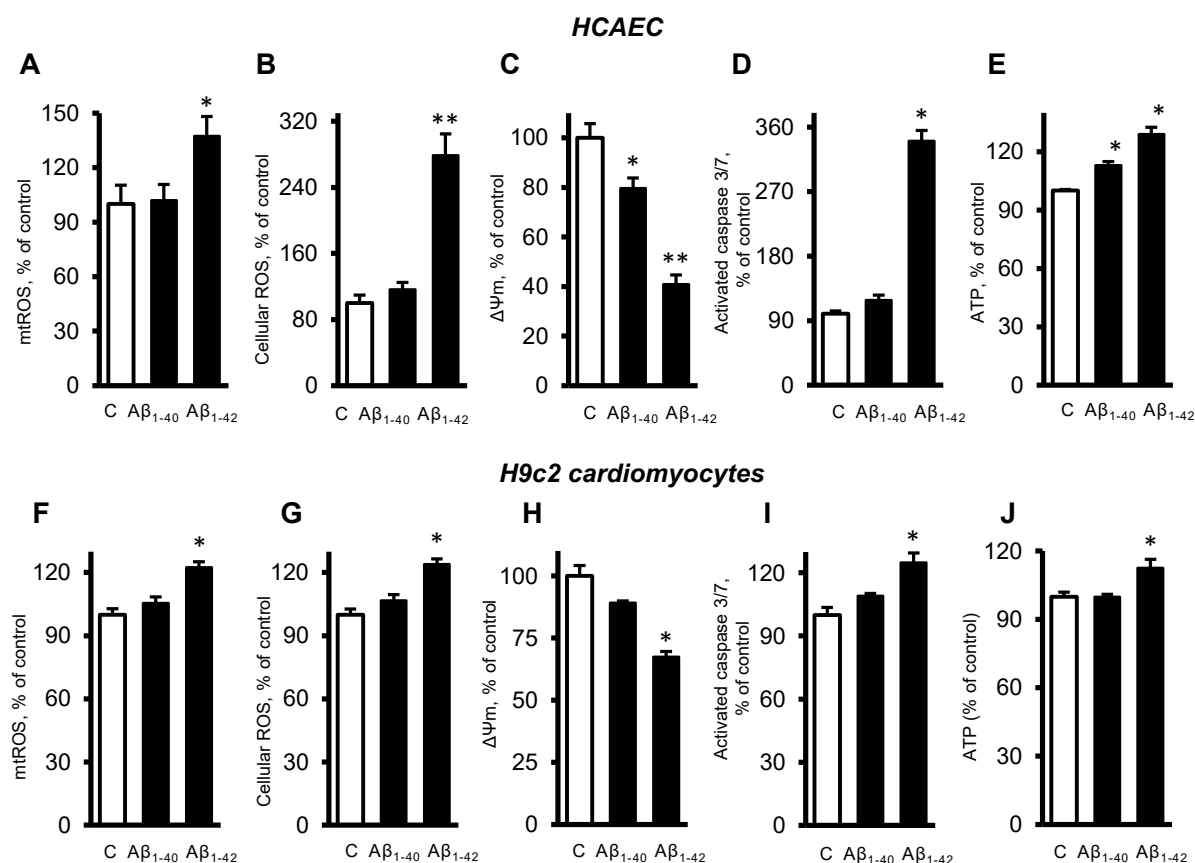 HCAEC
A
mtROS, % of control
150
120
90
60
30
0
*
C Aβ1-40 Aβ1-42
B
Cellular ROS, % of control
320
240
160
80
0
**
C Aβ1-40 Aβ1-42
C
ΔΨm, % of control
100
80
60
40
20
0
*
**
C Aβ1-40 Aβ1-42
D
Activated caspase 3/7,
% of control
360
270
180
90
0
*
C Aβ1-40 Aβ1-42
E
ATP, % of control
120
90
60
30
0
*
*
C Aβ1-40 Aβ1-42
H9c2 cardiomyocytes
F
mtROS, % of control
120
90
60
30
0
*
C Aβ1-40 Aβ1-42
G
Cellular ROS, % of control
120
90
60
30
0
*
C Aβ1-40 Aβ1-42
H
ΔΨm, % of control
100
75
50
25
0
*
C Aβ1-40 Aβ1-42
I
Activated caspase 3/7,
% of control
120
90
60
30
0
*
C Aβ1-40 Aβ1-42
J
ATP (% of control)
120
90
60
30
0
*
C Aβ1-40 Aβ1-42